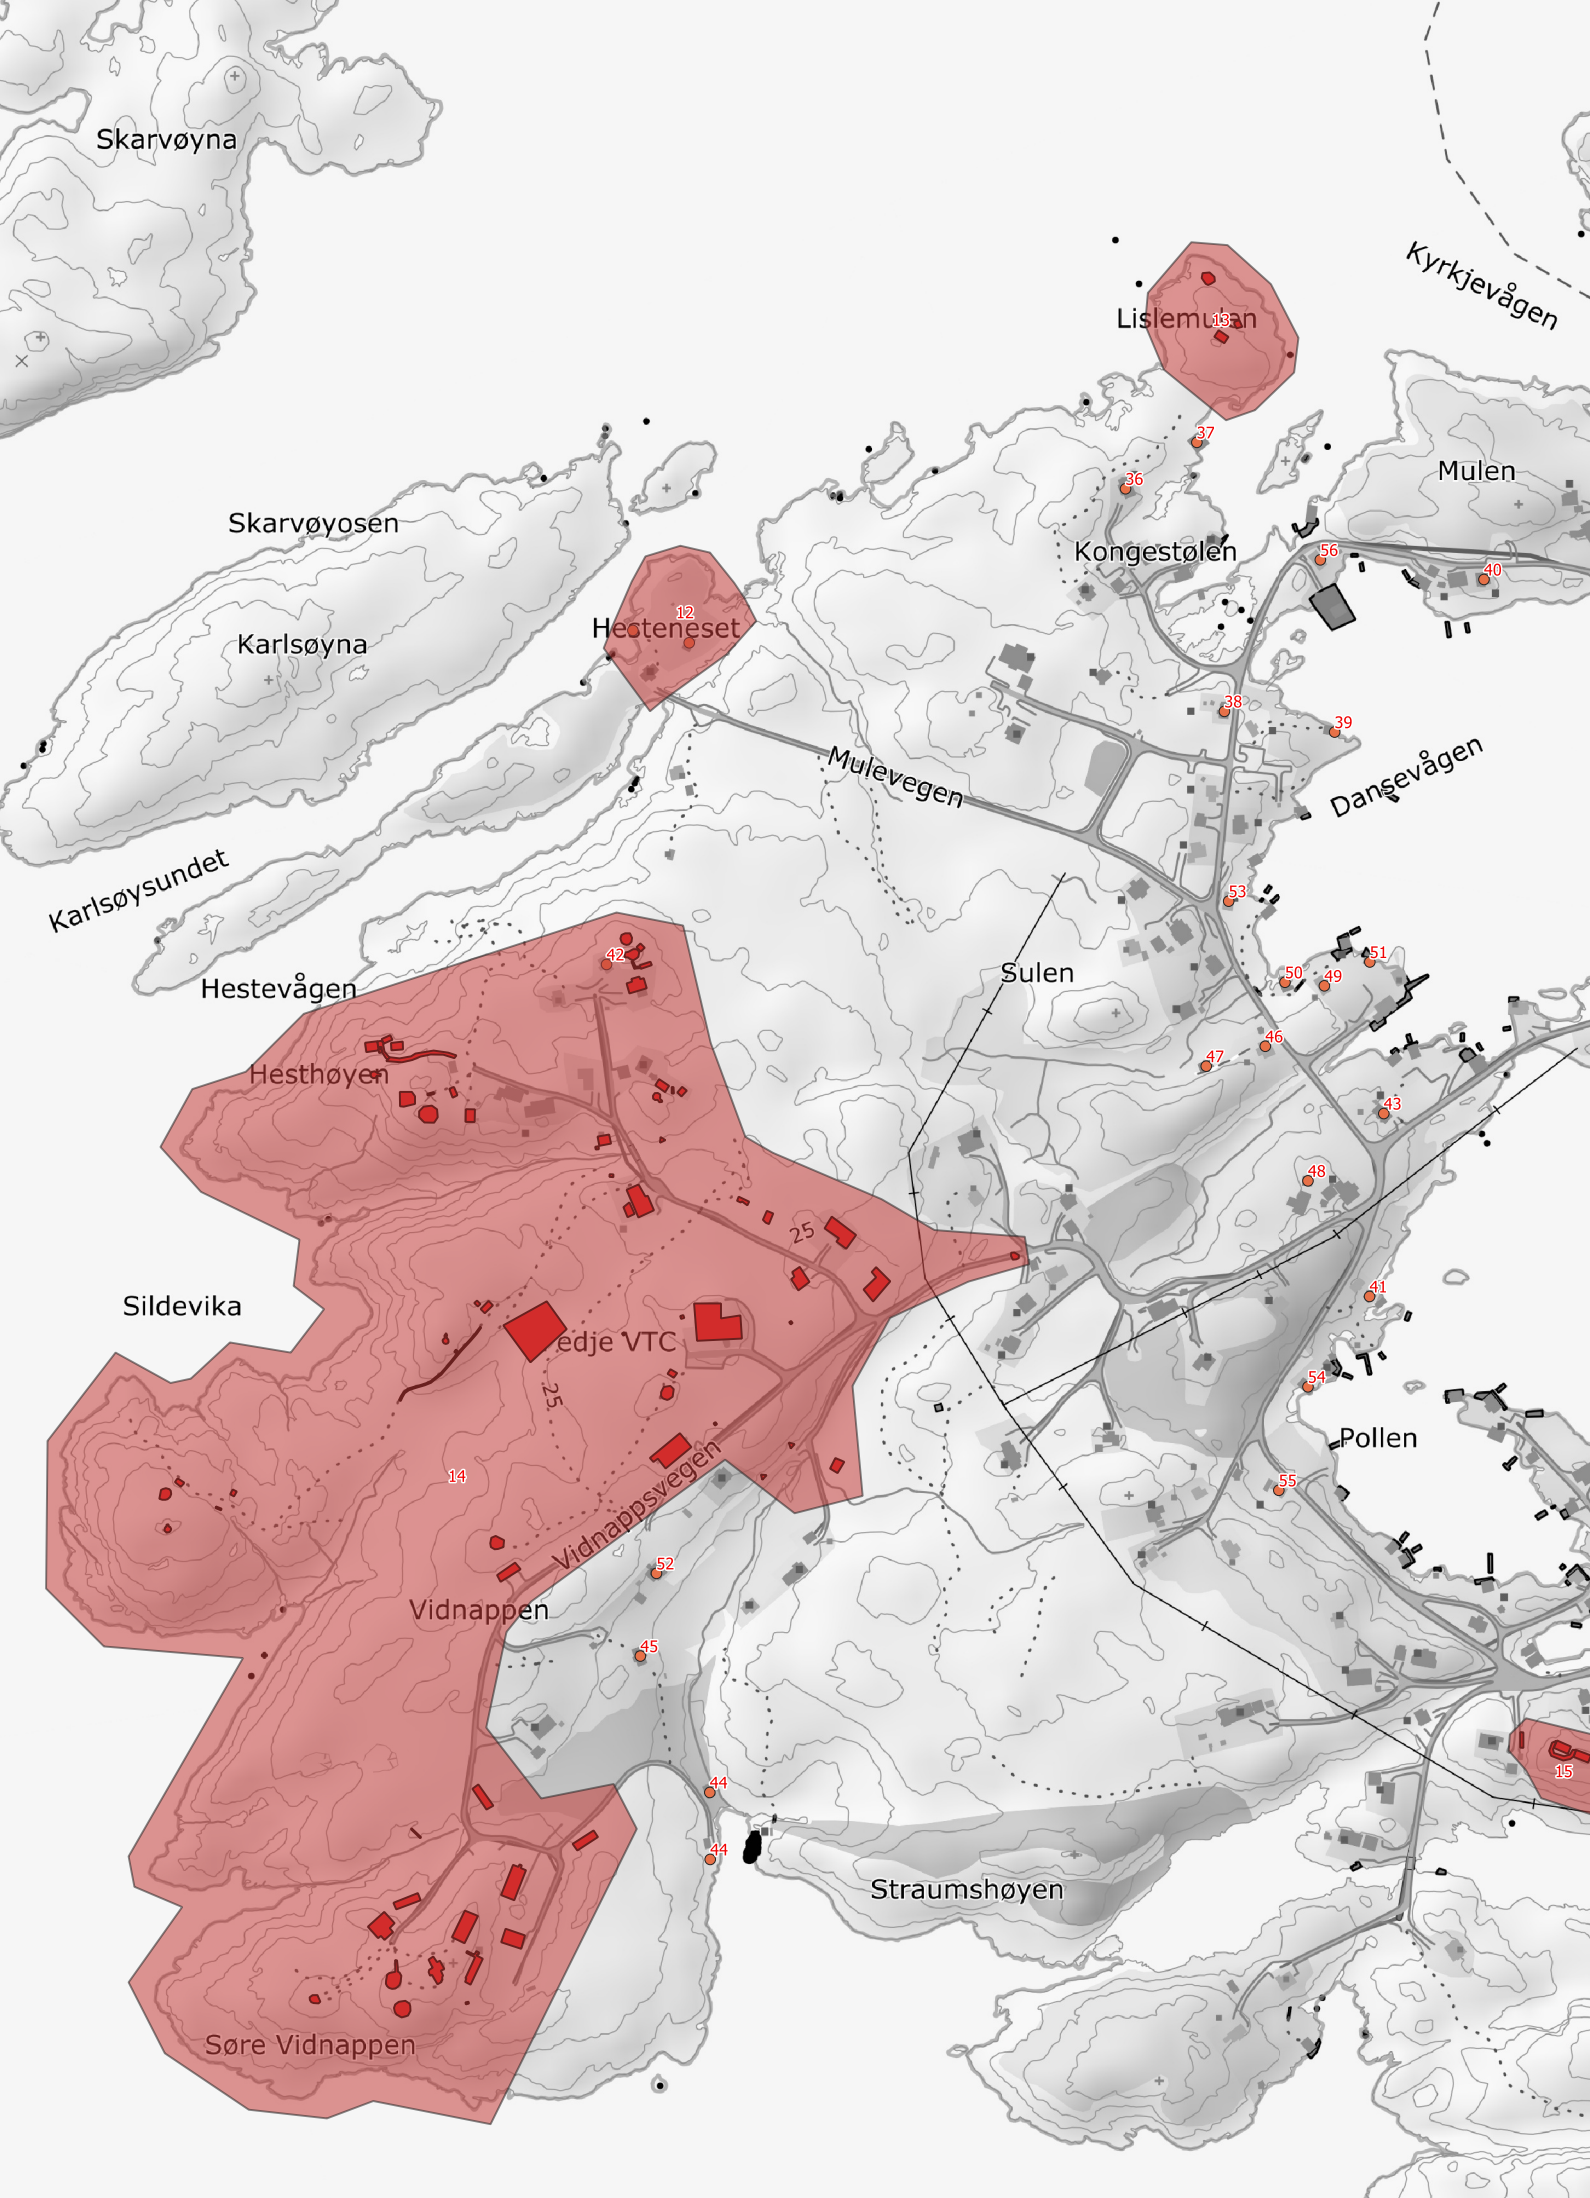 Skarvøyna
Kyrkjevågen
Lislemulan
13
37
36
Mulen
Skarvøyosen
Kongestølen
56
40
12
Hesteneset
Karlsøyna
38
39
Dansevågen
Mulevegen
Karlsøysundet
53
42
Sulen
51
50
49
Hestevågen
46
47
Hesthøyen
43
48
25
Sildevika
41
edje VTC
25
54
Pollen
14
55
Vidnappsvegen
52
Vidnappen
45
15
44
44
Straumshøyen
Søre Vidnappen